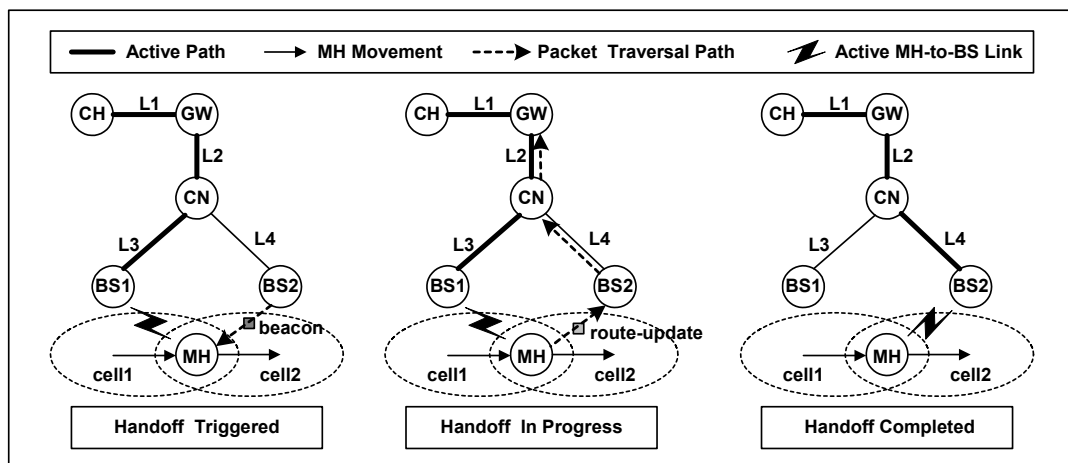 Active Path MH Movement Packet Traversal Path Active MH-to-BS Link
CH L1 GW
L2
CN
L3 L4
BS1 BS2
beacon
MH
cell1 cell2
Handoff Triggered
CH L1 GW
L2
CN
L3 L4
BS1 BS2
route-update
MH
cell1 cell2
Handoff In Progress
CH L1 GW
L2
CN
L3 L4
BS1 BS2
MH
cell1 cell2
Handoff Completed